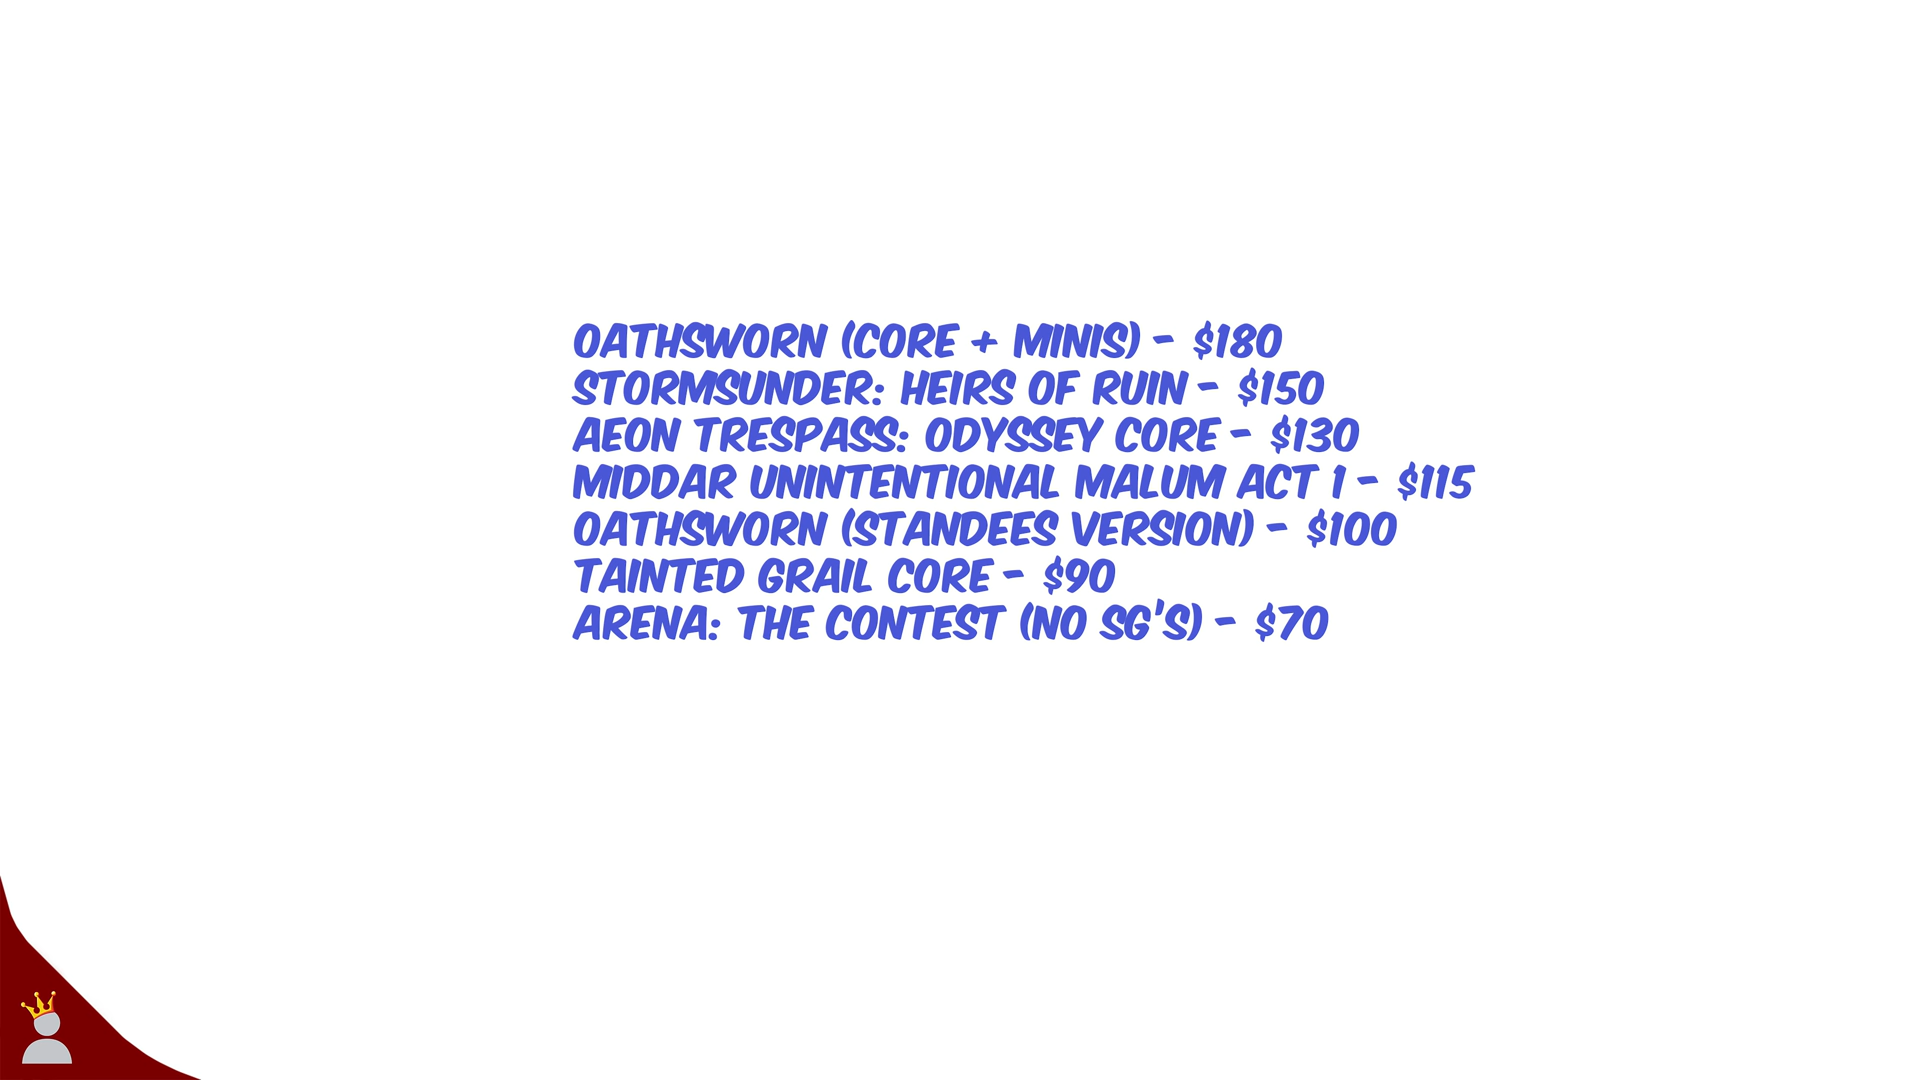 OATHSWORN (CORE + MINIS) - $180
STORMSUNDER: HEIRS OF RUIN - $150
AEON TRESPASS: ODYSSEY CORE - $130
MIDDAR UNINTENTIONAL MALUM ACT 1 - $115
OATHSWORN (STANDEES VERSION) - $100
TAINTED GRAIL CORE - $90
ARENA: THE CONTEST (NO SG'S) - $70